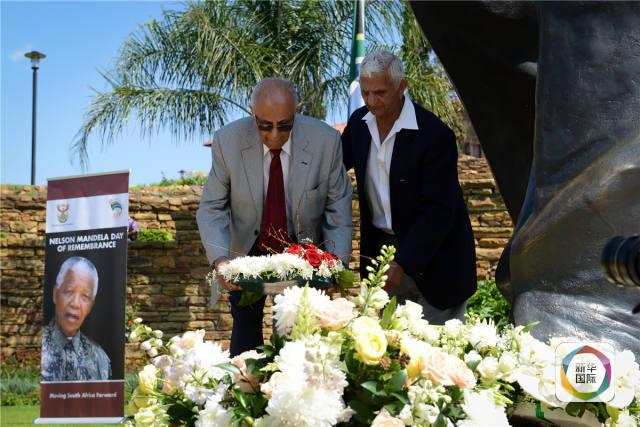 NELSON MANDELA DAY
OF REMEMBRANCE
Moving South Africa Forward
新华
国际